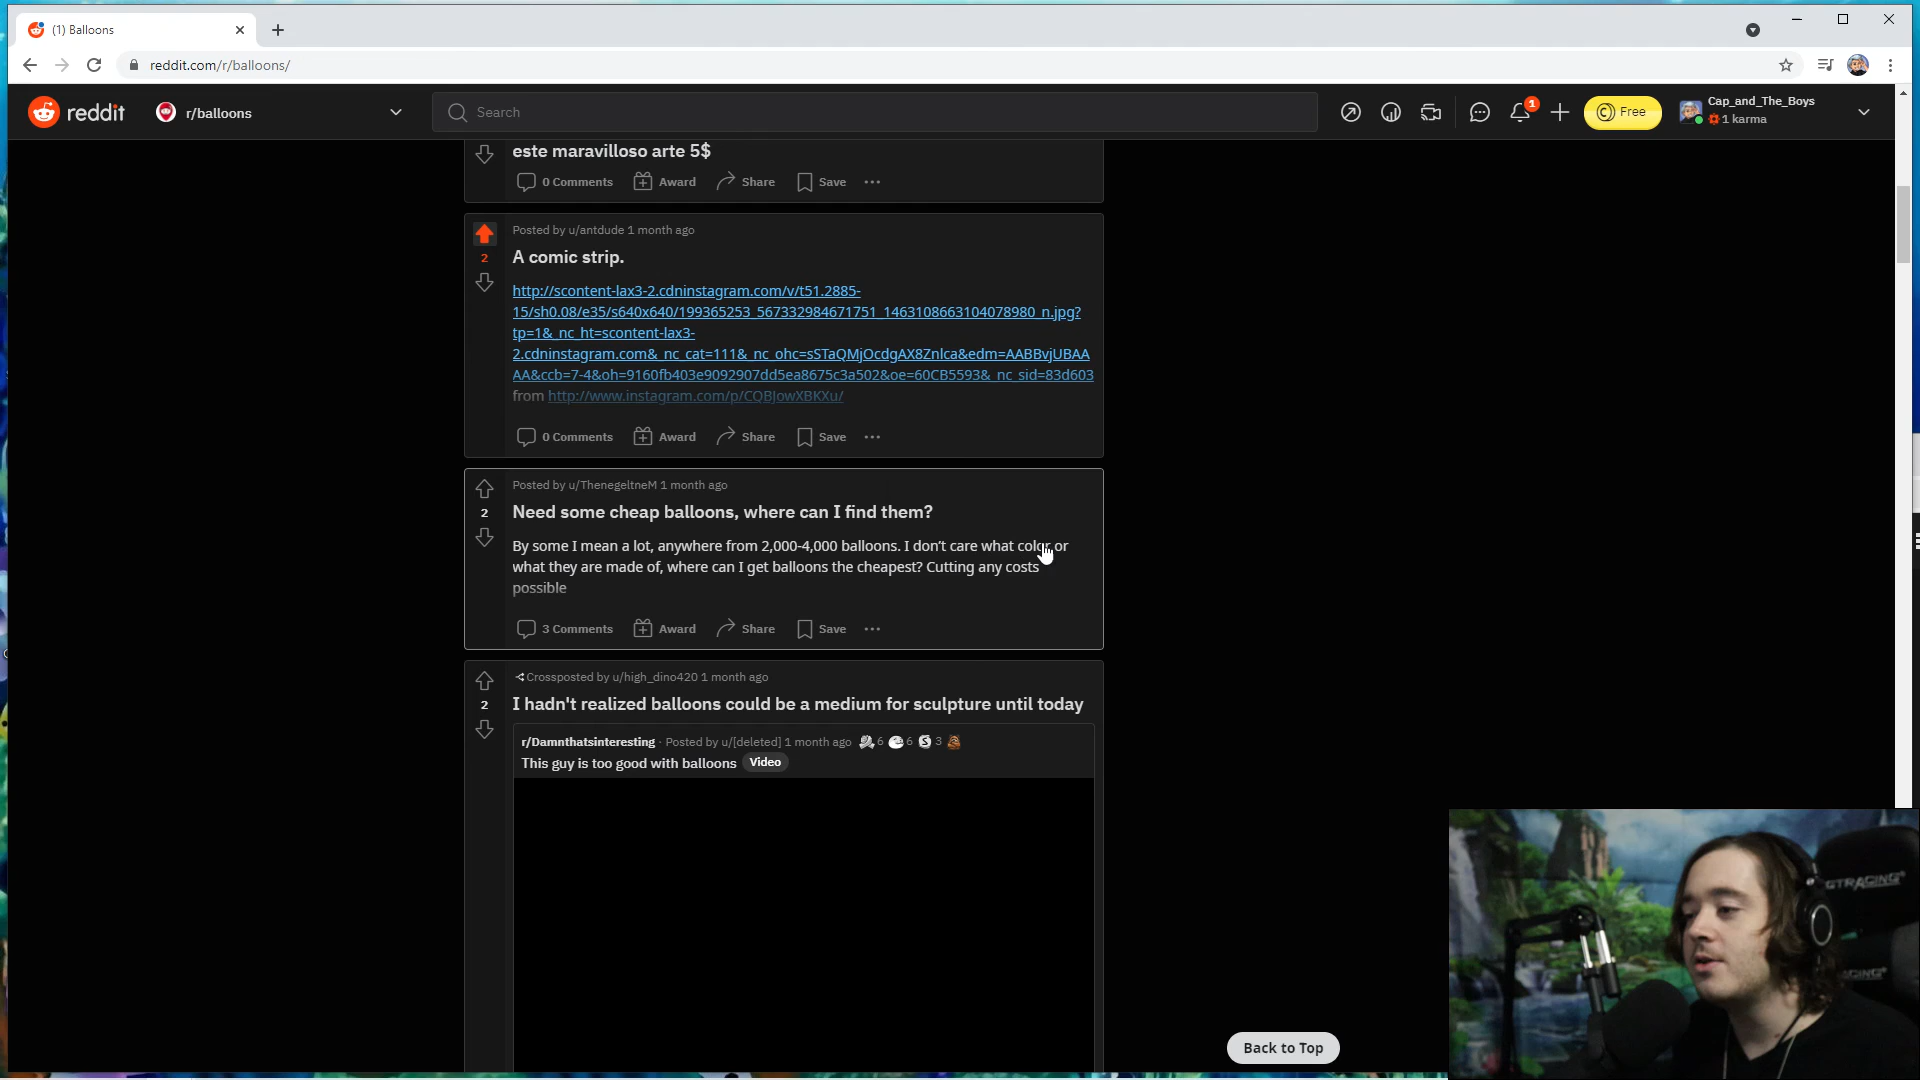 (1) Balloons
reddit.com/r/balloons/
reddit
r/balloons
Search
1
Free
Cap_and_The_Boys
1 karma
este maravilloso arte 5$
0 Comments Award Share Save
Posted by u/antdude 1 month ago
2
A comic strip.
http://scontent-lax3-2.cdninstagram.com/v/t51.2885-
15/sh0.08/e35/s640x640/199365253_567332984671751_1463108663104078980_n.jpg?
tp=1&_nc_ht=scontent-lax3-
2.cdninstagram.com&_nc_cat=111&_nc_ohc=sSTaQMjOcdgAX8Znlca&edm=AABBvjUBAA
AA&ccb=7-4&oh=9160fb403e9092907dd5ea8675c3a502&oe=60CB5593&_nc_sid=83d603
from http://www.instagram.com/p/CQBJowXBKXu/
0 Comments Award Share Save
Posted by u/ThenegeltneM 1 month ago
2
Need some cheap balloons, where can I find them?
By some I mean a lot, anywhere from 2,000-4,000 balloons. I don't care what color or
what they are made of, where can I get balloons the cheapest? Cutting any costs
possible
3 Comments Award Share Save
Crossposted by u/high_dino420 1 month ago
2
I hadn't realized balloons could be a medium for sculpture until today
r/Damnthatsinteresting · Posted by u/[deleted] 1 month ago 6 6 S 3
This guy is too good with balloons Video
Back to Top
GTRACING